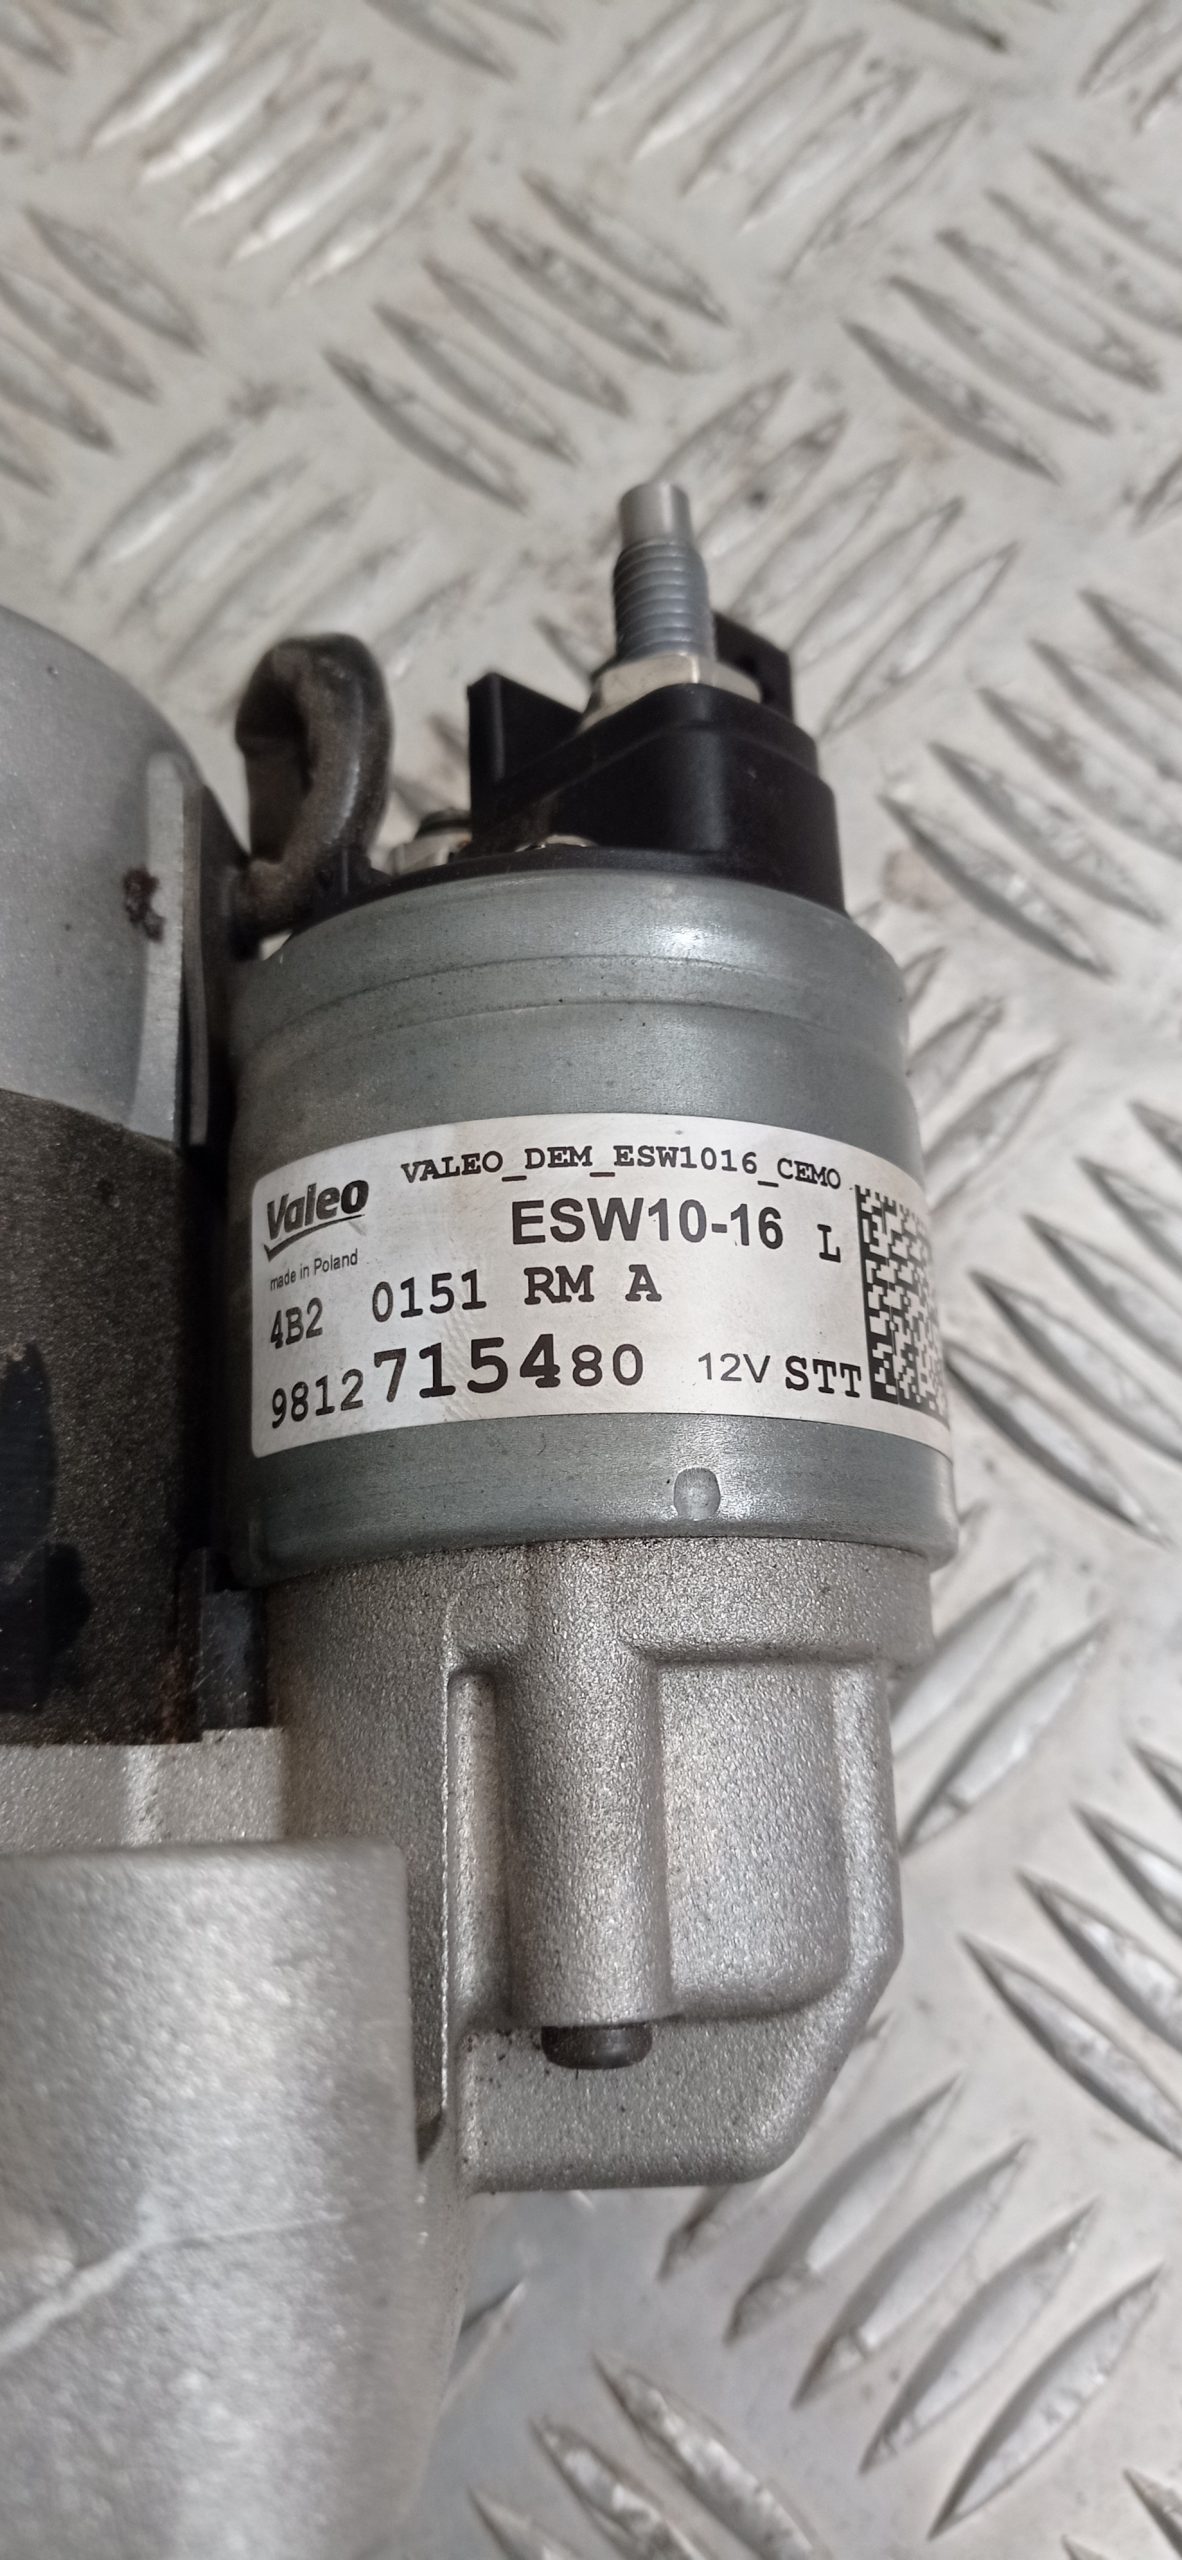 VALEO_DEM_ESW1016_CEMO
Valeo
ESW10-16 L
made in Poland
4B2 0151 RM A
9812715480 12V STT